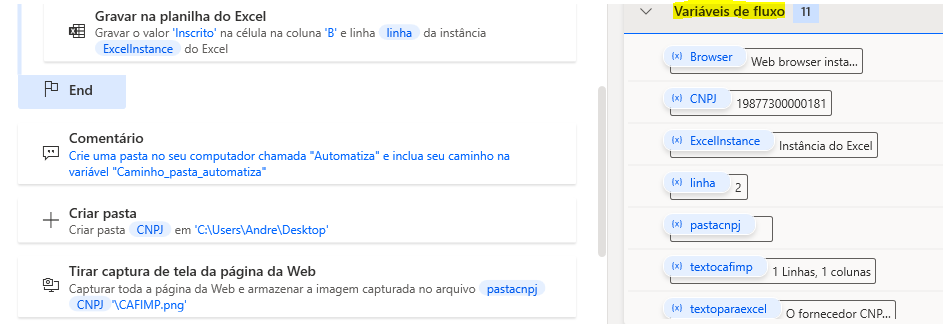 Gravar na planilha do Excel
Gravar o valor 'Inscrito' na célula na coluna 'B' e linha linha da instância
ExcelInstance do Excel
End
Comentário
Crie uma pasta no seu computador chamada "Automatiza" e inclua seu caminho na
variável "Caminho_pasta_automatiza"
Criar pasta
Criar pasta CNPJ em 'C:\Users\Andre\Desktop'
Tirar captura de tela da página da Web
Capturar toda a página da Web e armazenar a imagem capturada no arquivo pastacnpj
CNPJ '\CAFIMP.png'
Variáveis de fluxo 11
(x) Browser Web browser insta...
(x) CNPJ 19877300000181
(x) ExcelInstance Instância do Excel
(x) linha 2
(x) pastacnpj
(x) textocafimp 1 Linhas, 1 colunas
(x) textoparaexcel O fornecedor CNP...